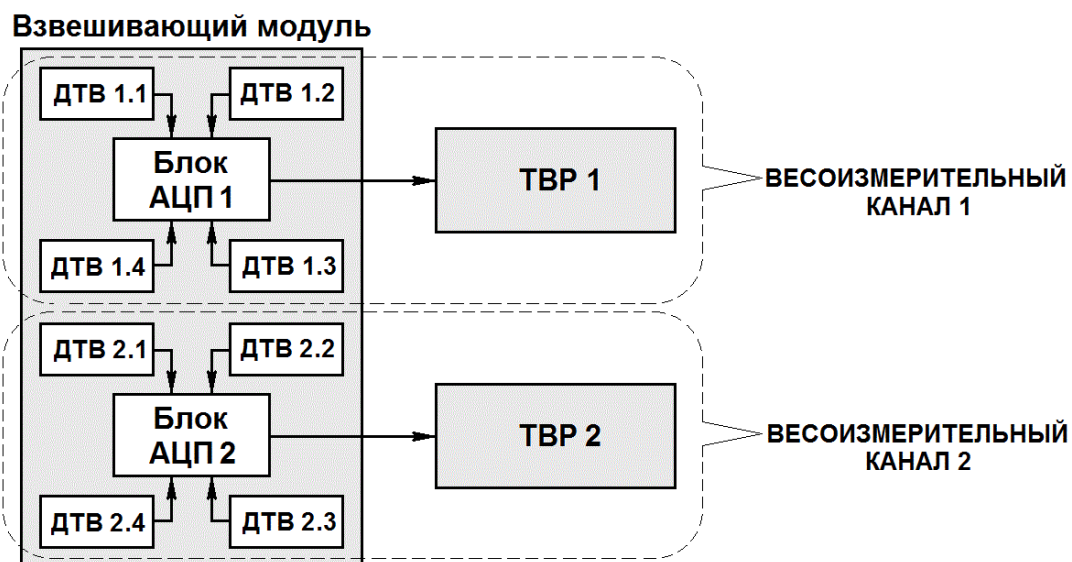 Взвешивающий модуль
ДТВ 1.1
ДТВ 1.2
Блок
АЦП 1
ТВР 1
ВЕСОИЗМЕРИТЕЛЬНЫЙ
КАНАЛ 1
ДТВ 1.4
ДТВ 1.3
ДТВ 2.1
ДТВ 2.2
Блок
АЦП 2
ТВР 2
ВЕСОИЗМЕРИТЕЛЬНЫЙ
КАНАЛ 2
ДТВ 2.4
ДТВ 2.3